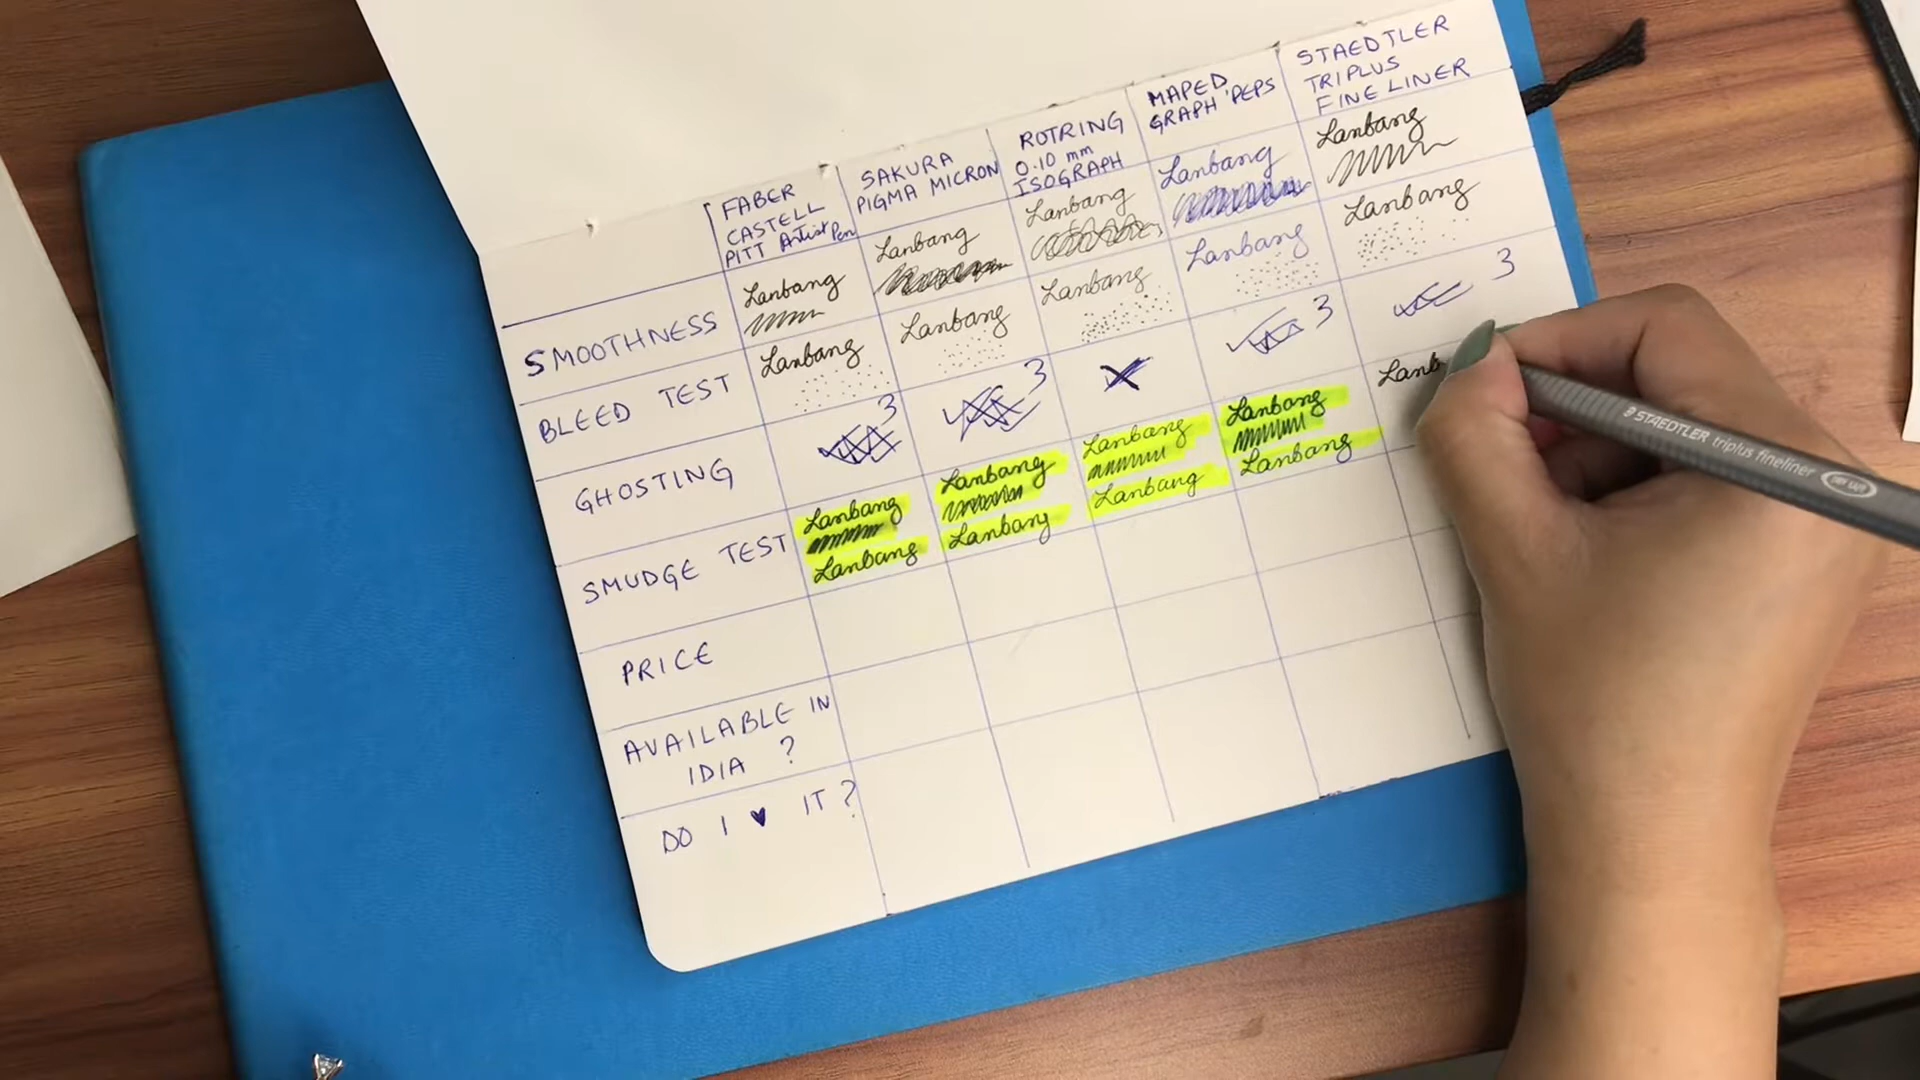 FABER
CASTELL
PITT Artist Pen
SAKURA
PIGMA MICRON
ROTRING
0.10 mm
ISOGRAPH
MAPED
GRAPH'PEPS
STAEDTLER
TRIPLUS
FINE LINER
SMOOTHNESS
Lanbang
Lanbang
Lanbang
Lanbang
Lanbang
BLEED TEST
Lanbang
Lanbang
Lanbang
Lanbang
Lanbang
GHOSTING
3
3
3
3
SMUDGE TEST
Lanbang
Lanbang
Lanbang
Lanbang
Lanbang
Lanbang
Lanbang
Lanbang
Lanb
PRICE
AVAILABLE IN
IDIA ?
DO I ♥ IT ?
STAEDTLER triplus fineliner DRY SAFE